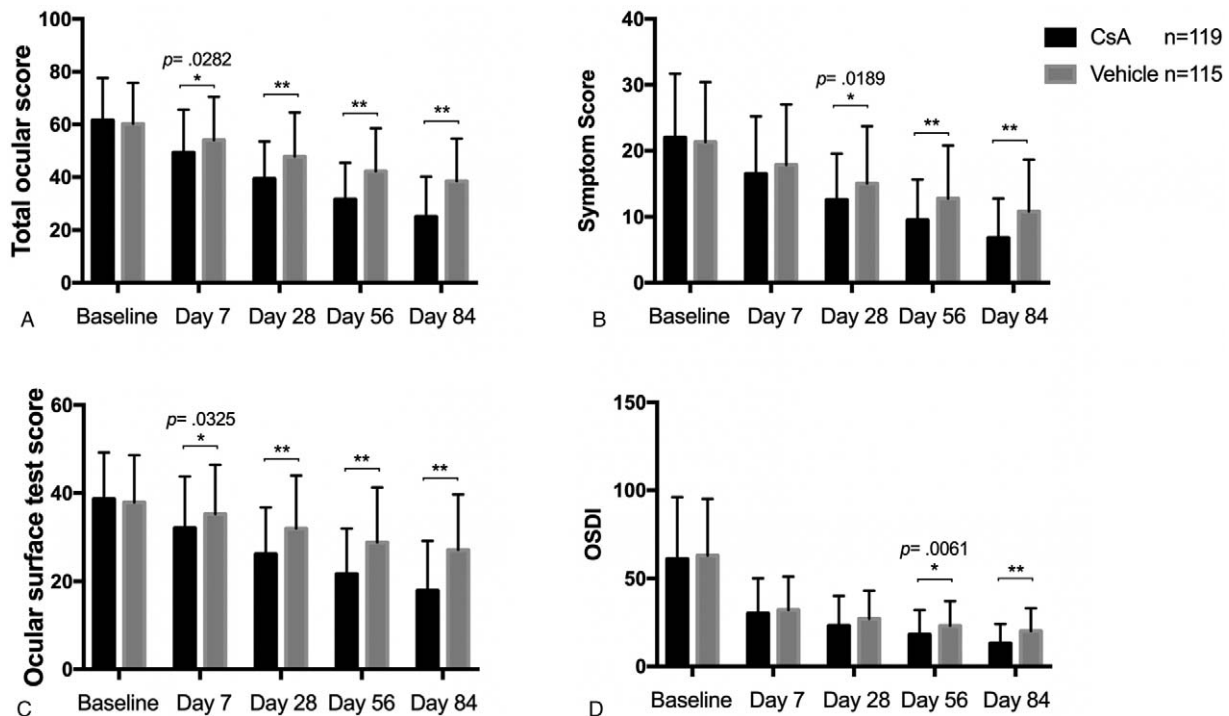 CsA n=119
Vehicle n=115
Total ocular score
100
80
60
40
20
0
p= .0282
*
**
**
**
Baseline Day 7 Day 28 Day 56 Day 84
A
Symptom Score
40
30
20
10
0
p= .0189
*
**
**
Baseline Day 7 Day 28 Day 56 Day 84
B
Ocular surface test score
60
40
20
0
p= .0325
*
**
**
**
Baseline Day 7 Day 28 Day 56 Day 84
C
OSDI
150
100
50
0
p= .0061
*
**
Baseline Day 7 Day 28 Day 56 Day 84
D